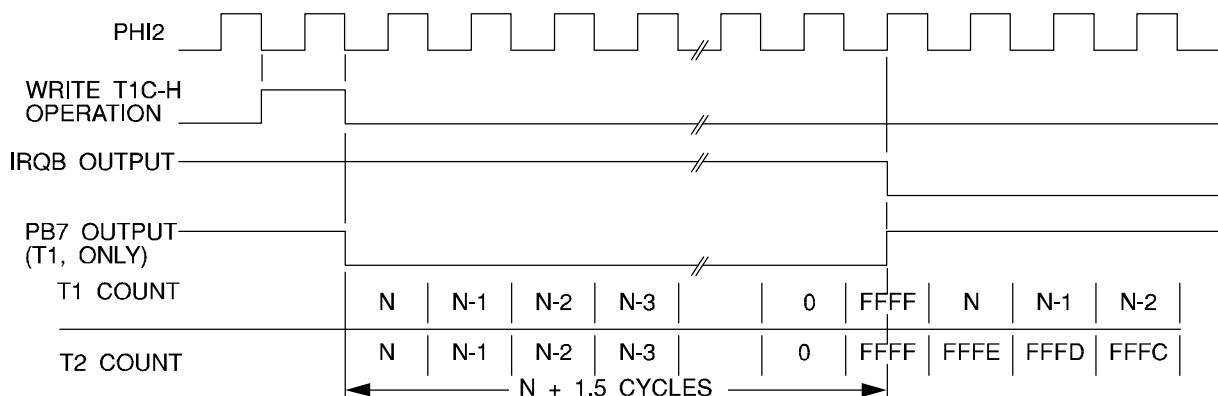 PHI2
WRITE T1C-H
OPERATION
IRQB OUTPUT
PB7 OUTPUT
(T1, ONLY)
T1 COUNT N N-1 N-2 N-3 0 FFFF N N-1 N-2
T2 COUNT N N-1 N-2 N-3 0 FFFF FFFE FFFD FFFC
N + 1.5 CYCLES